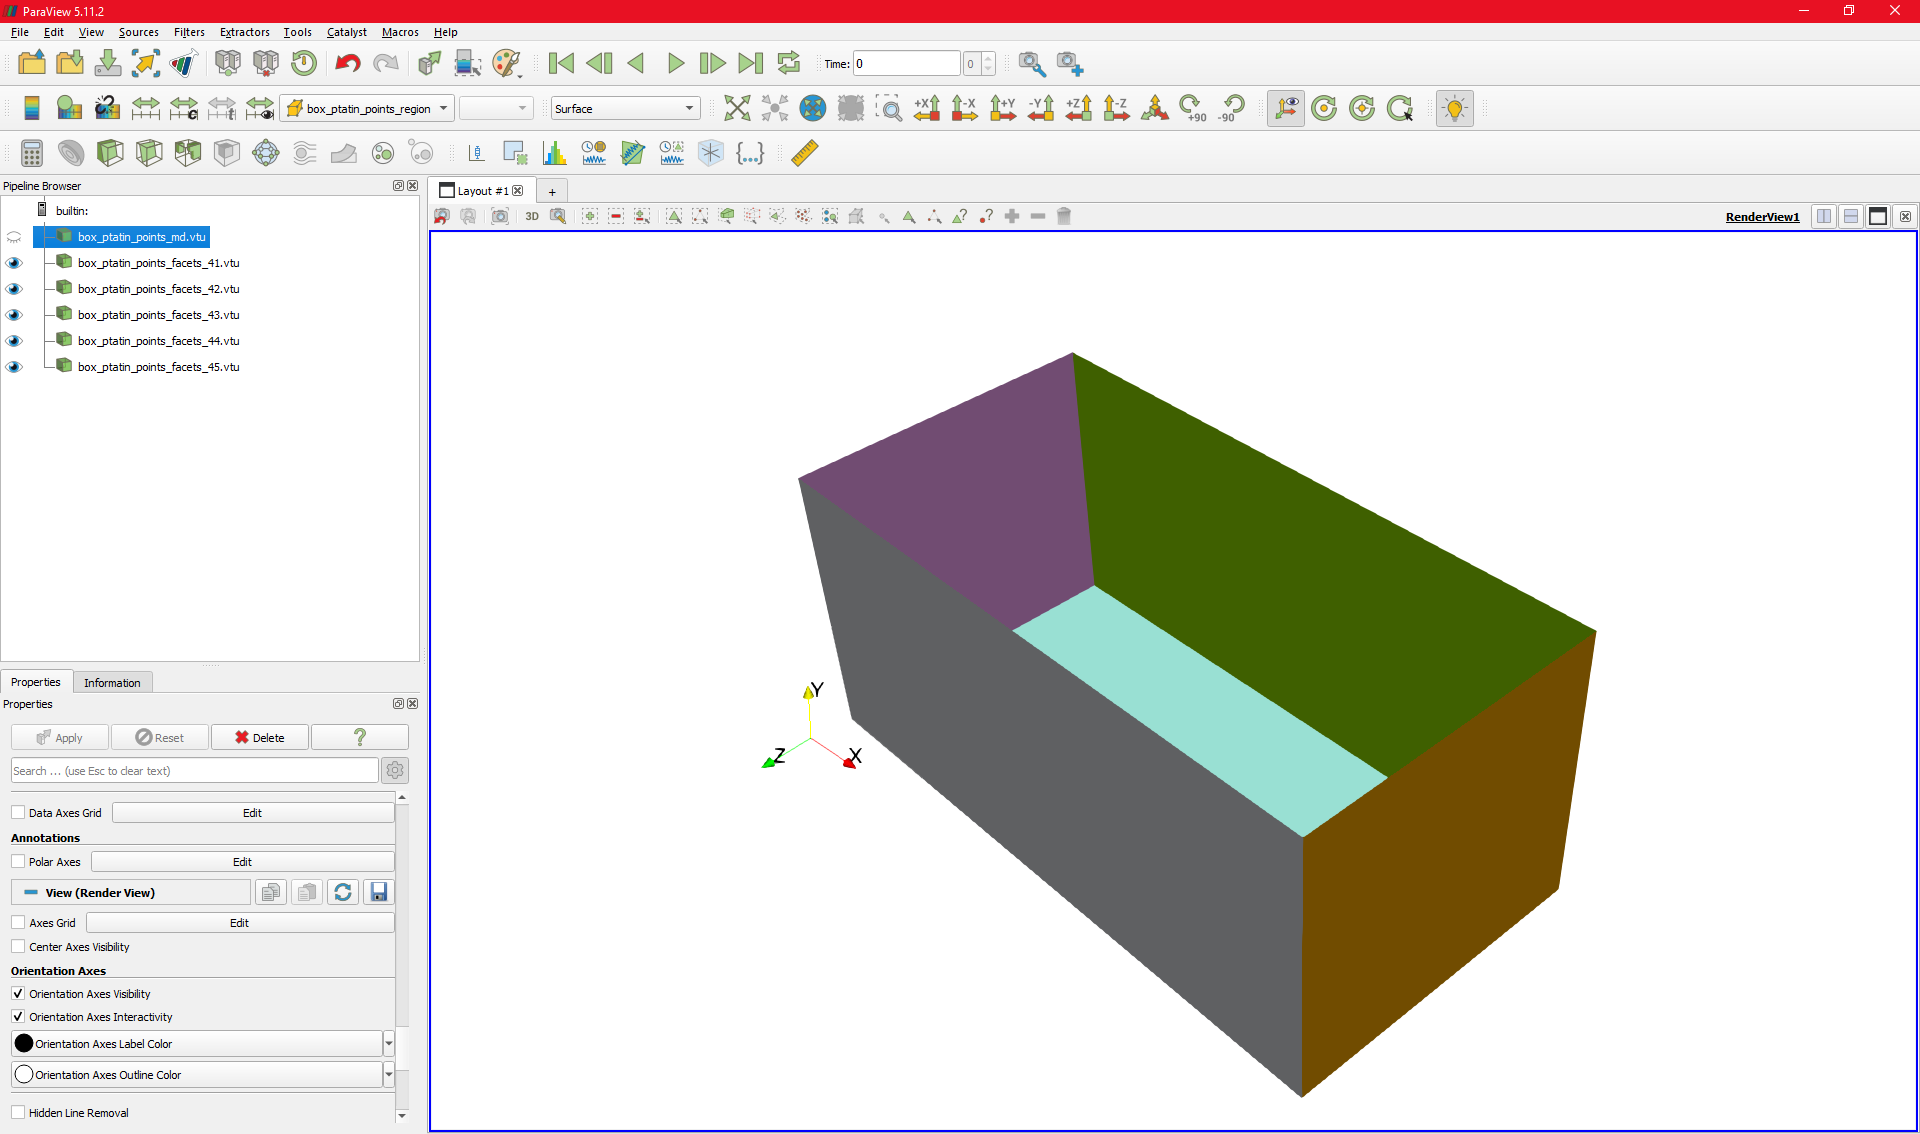 ParaView 5.11.2
File Edit View Sources Filters Extractors Tools Catalyst Macros Help
Time: 0 0
box_ptatin_points_region Surface +X -X +Y -Y +Z -Z +90 -90
Pipeline Browser
builtin:
box_ptatin_points_md.vtu
box_ptatin_points_facets_41.vtu
box_ptatin_points_facets_42.vtu
box_ptatin_points_facets_43.vtu
box_ptatin_points_facets_44.vtu
box_ptatin_points_facets_45.vtu
Properties Information
Properties
Apply Reset Delete ?
Search ... (use Esc to clear text)
Data Axes Grid Edit
Annotations
Polar Axes Edit
View (Render View)
Axes Grid Edit
Center Axes Visibility
Orientation Axes
Orientation Axes Visibility
Orientation Axes Interactivity
Orientation Axes Label Color
Orientation Axes Outline Color
Hidden Line Removal
Layout #1 +
3D RenderView1
Y
Z X